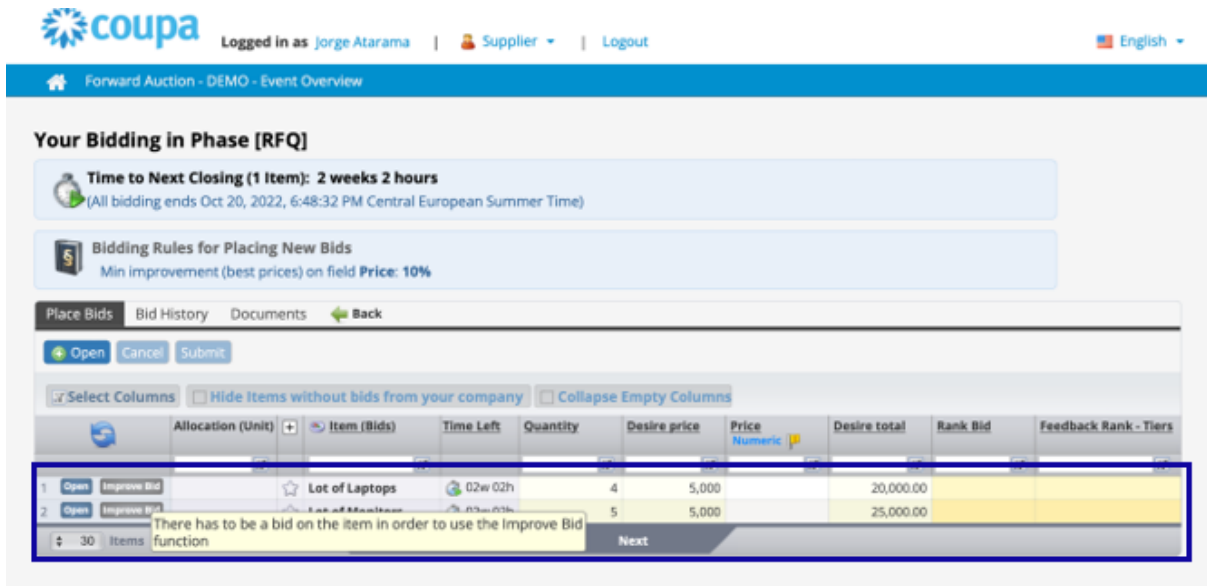 coupa
Logged in as Jorge Atarama | Supplier | Logout English
Forward Auction - DEMO - Event Overview
Your Bidding in Phase [RFQ]
Time to Next Closing (1 Item): 2 weeks 2 hours
(All bidding ends Oct 20, 2022, 6:48:32 PM Central European Summer Time)
§
Bidding Rules for Placing New Bids
Min improvement (best prices) on field Price: 10%
Place Bids Bid History Documents Back
Open Cancel Submit
Select Columns Hide Items without bids from your company Collapse Empty Columns
Allocation (Unit) + Item (Bids) Time Left Quantity Desire price Price Desire total Rank Bid Feedback Rank - Tiers
Numeric
1 Open Improve Bid Lot of Laptops 02w 02h 4 5,000 20,000.00
2 Open Improve Bid Lot of Monitors 02w 02h 5 5,000 25,000.00
There has to be a bid on the item in order to use the Improve Bid
function
30 Items Next